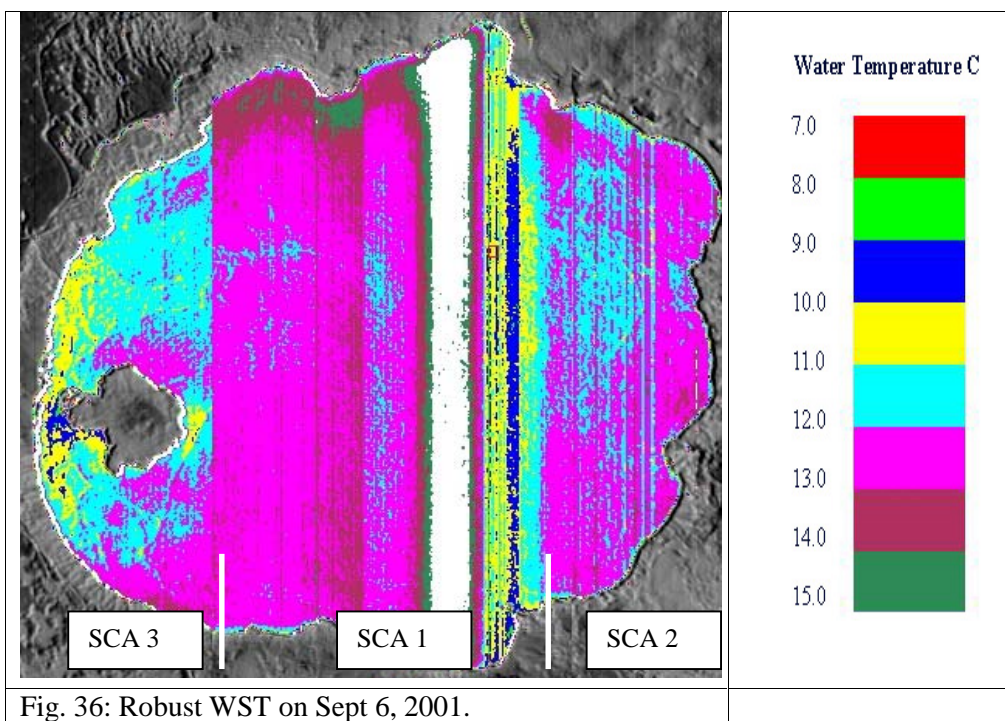 Water Temperature C
7.0
8.0
9.0
10.0
11.0
12.0
13.0
14.0
15.0
SCA 3
SCA 1
SCA 2
Fig. 36: Robust WST on Sept 6, 2001.